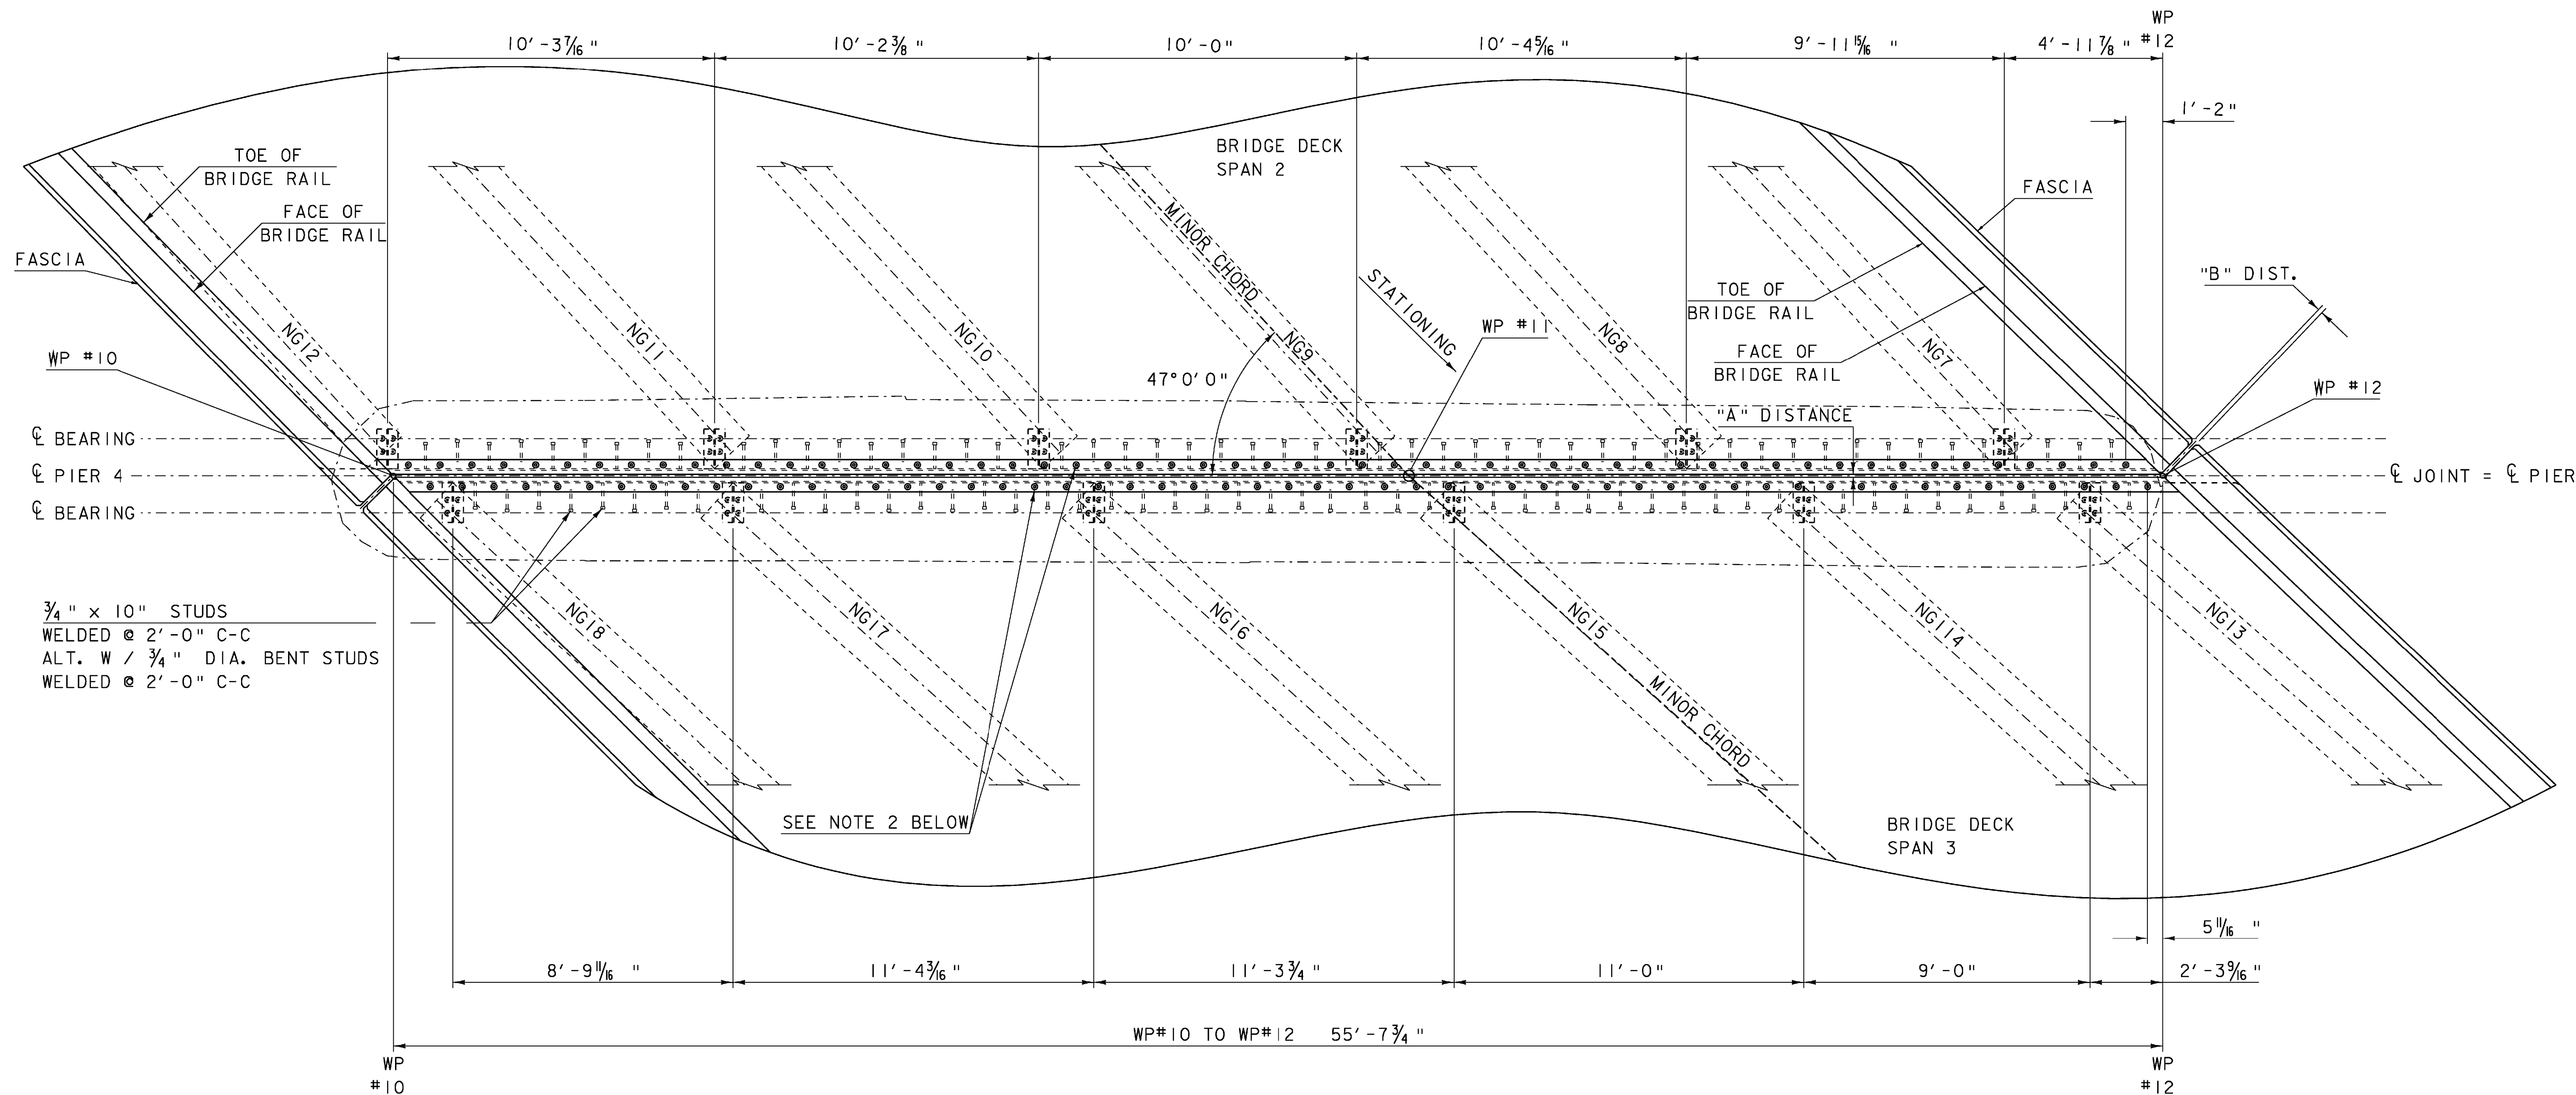 WP
#12
10'-3 7/16"
10'-2 3/8"
10'-0"
10'-4 5/16"
9'-11 15/16"
4'-11 7/8"
1'-2"
BRIDGE DECK
SPAN 2
TOE OF
BRIDGE RAIL
FACE OF
BRIDGE RAIL
FASCIA
FASCIA
MINOR CHORD
STATIONING
WP #11
"B" DIST.
TOE OF
BRIDGE RAIL
FACE OF
BRIDGE RAIL
NG12
NG11
NG10
NG9
NG8
NG7
WP #10
47°0'0"
WP #12
"A" DISTANCE
℄ BEARING
℄ PIER 4
℄ JOINT = ℄ PIER
℄ BEARING
3/4" x 10" STUDS
WELDED @ 2'-0" C-C
ALT. W / 3/4" DIA. BENT STUDS
WELDED @ 2'-0" C-C
NG18
NG17
NG16
NG15
NG114
NG13
MINOR CHORD
SEE NOTE 2 BELOW
BRIDGE DECK
SPAN 3
5 11/16"
8'-9 11/16"
11'-4 3/16"
11'-3 3/4"
11'-0"
9'-0"
2'-3 9/16"
WP#10 TO WP#12 55'-7 3/4"
WP
#10
WP
#12